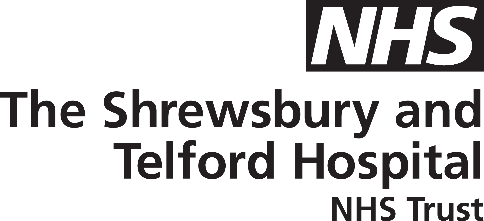 NHS
The Shrewsbury and
Telford Hospital
NHS Trust